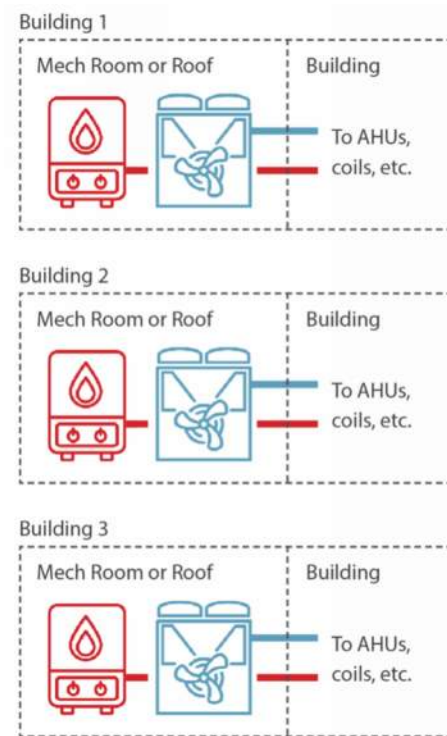 Building 1
Mech Room or Roof
Building
To AHUs,
coils, etc.
Building 2
Mech Room or Roof
Building
To AHUs,
coils, etc.
Building 3
Mech Room or Roof
Building
To AHUs,
coils, etc.